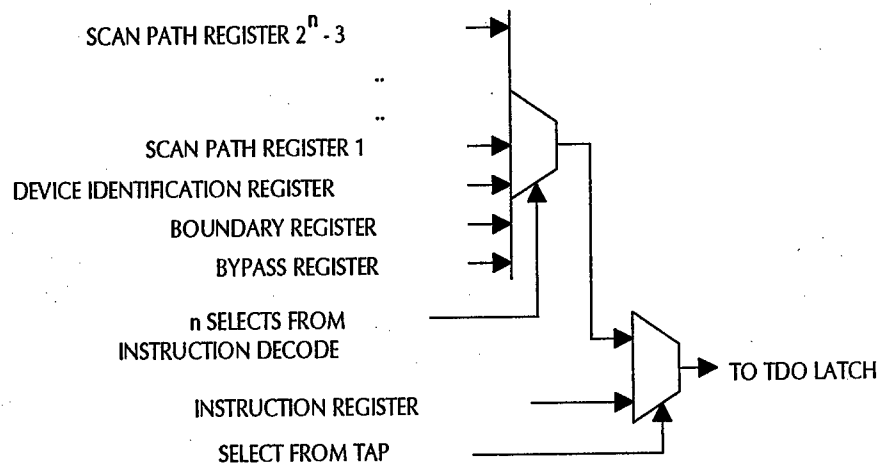 SCAN PATH REGISTER 2^n - 3
..
..
SCAN PATH REGISTER 1
DEVICE IDENTIFICATION REGISTER
BOUNDARY REGISTER
BYPASS REGISTER
n SELECTS FROM
INSTRUCTION DECODE
TO TDO LATCH
INSTRUCTION REGISTER
SELECT FROM TAP